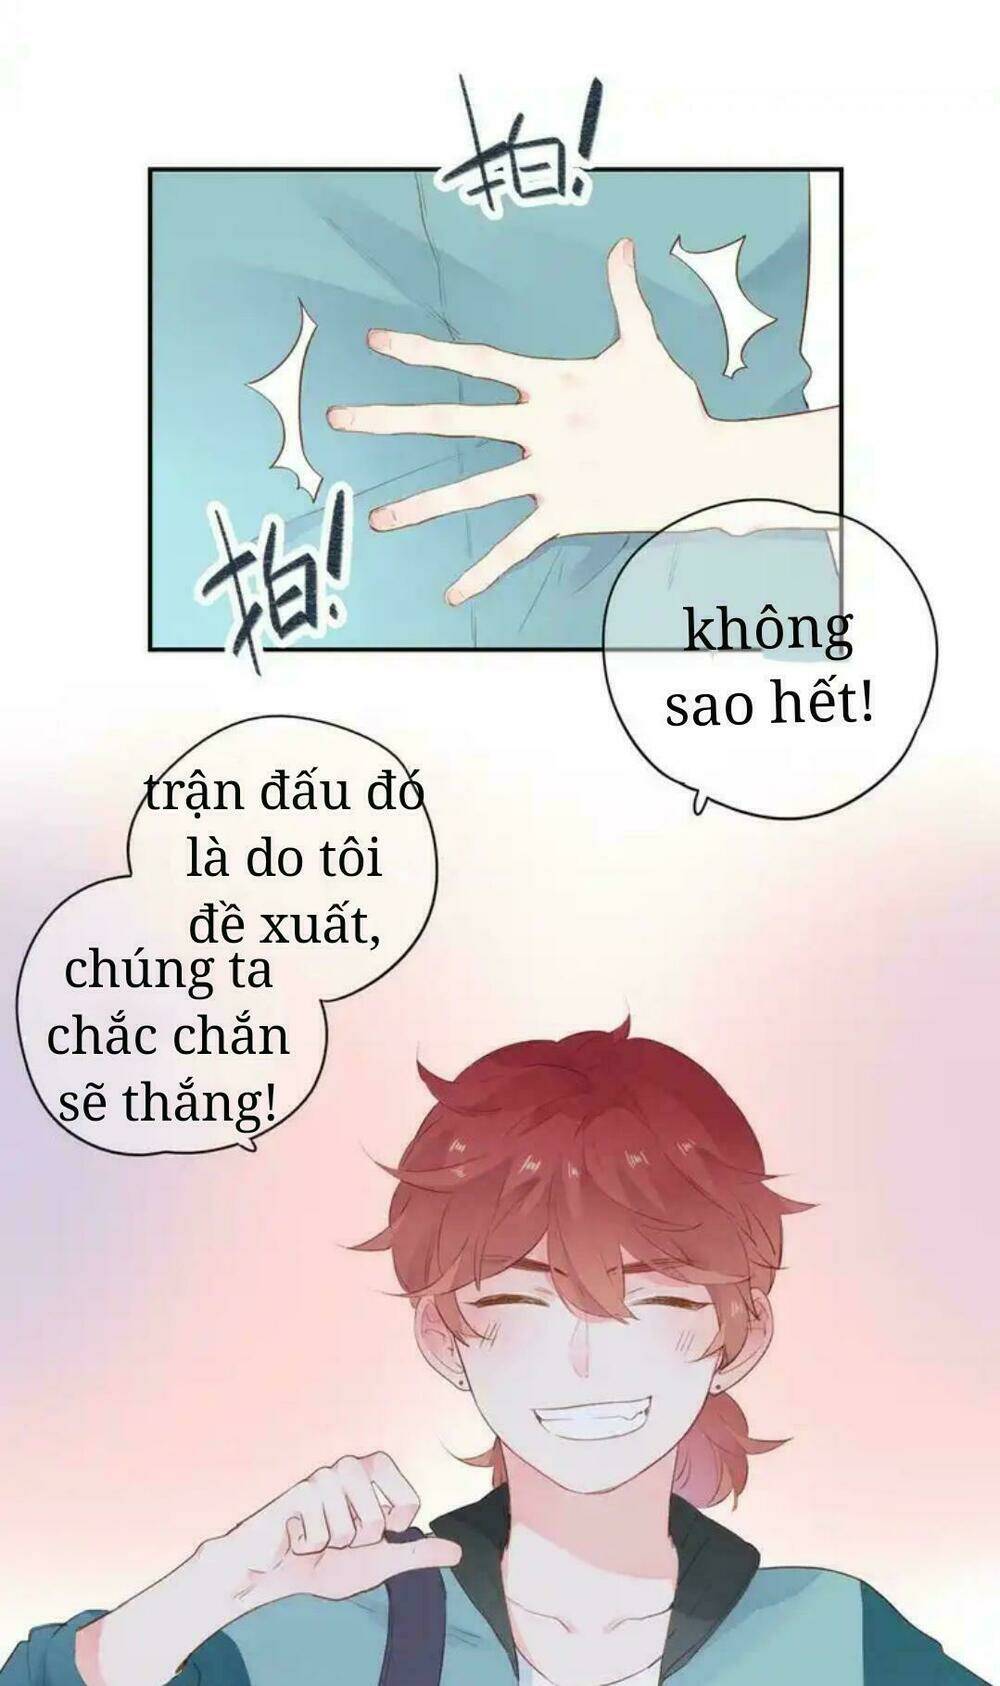 拍!
拍!
không
sao hết!
trận đấu đó
là do tôi
đề xuất,
chúng ta
chắc chắn
sẽ thắng!